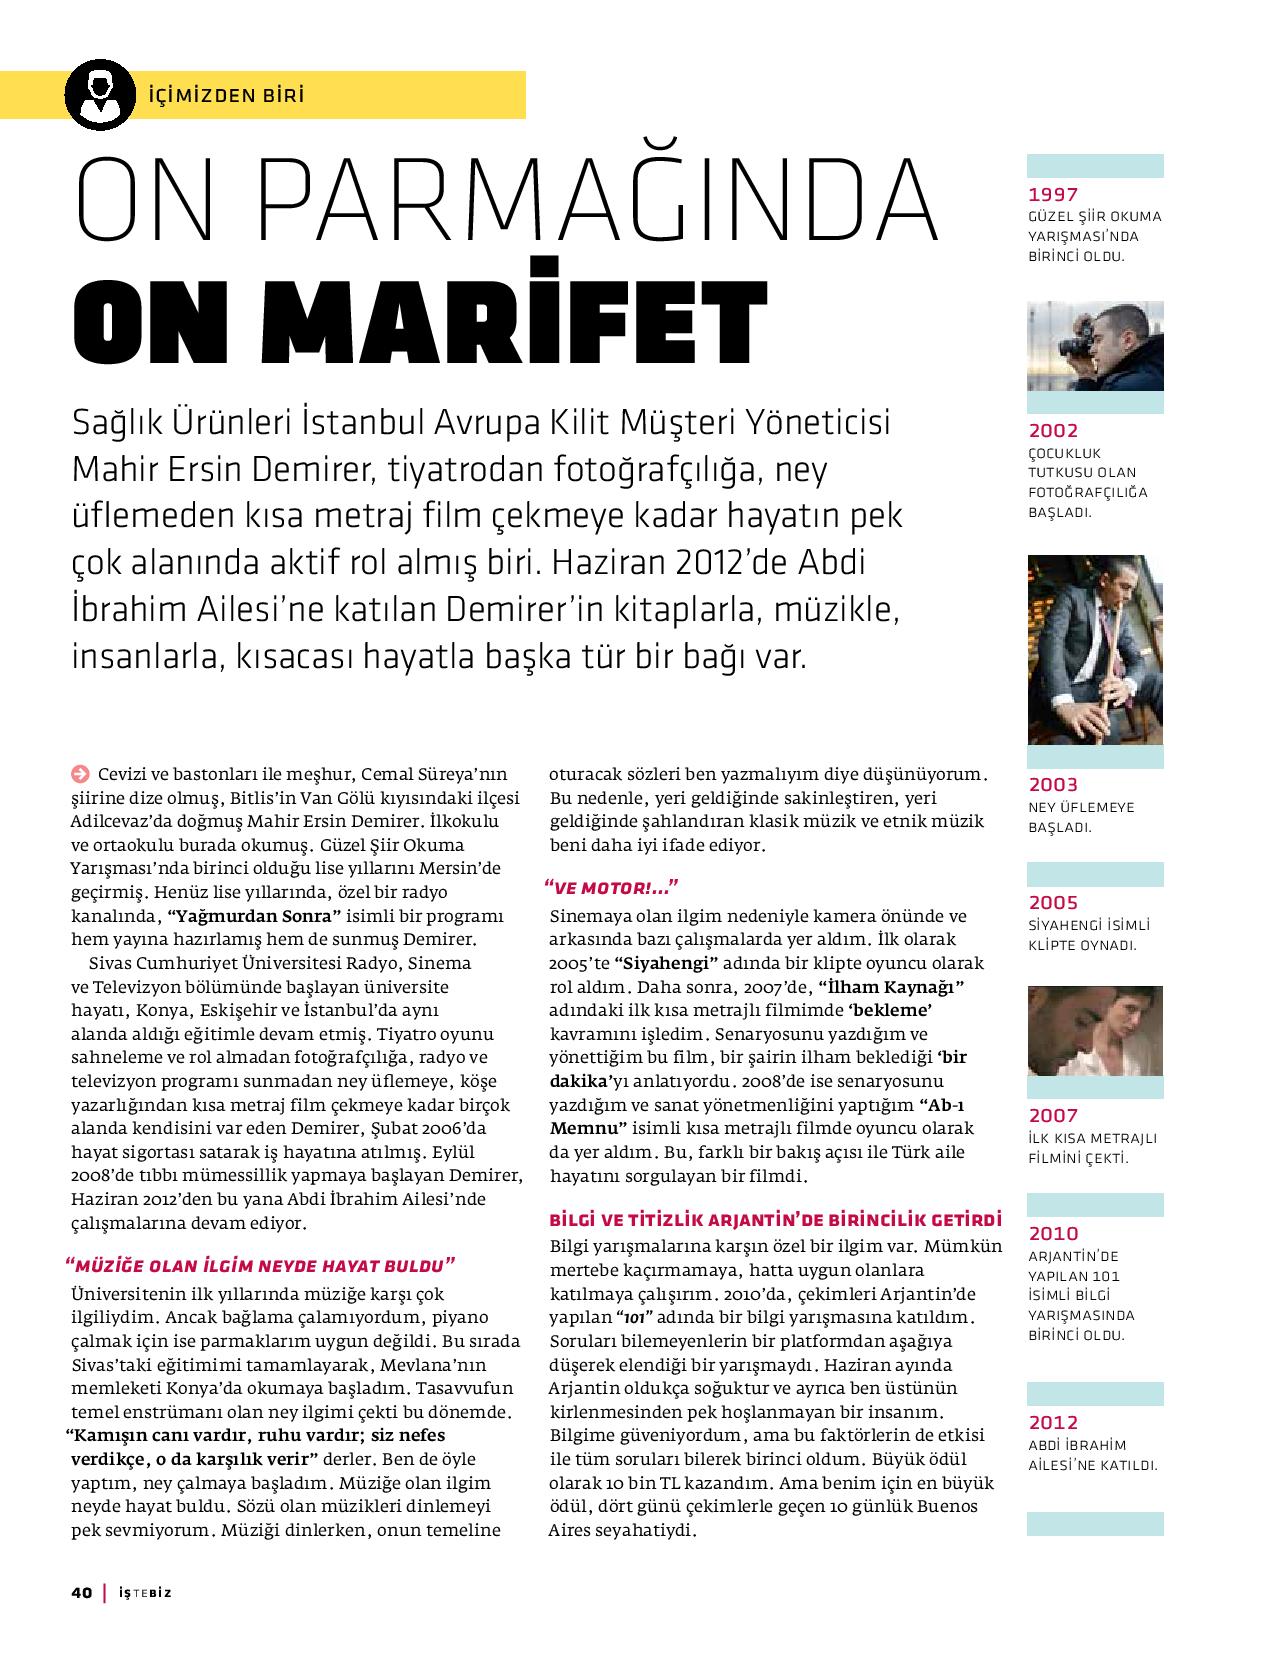 İÇİMİZDEN BİRİ
ON PARMAĞINDA
ON MARİFET
Sağlık Ürünleri İstanbul Avrupa Kilit Müşteri Yöneticisi
Mahir Ersin Demirer, tiyatrodan fotoğrafçılığa, ney
üflemeden kısa metraj film çekmeye kadar hayatın pek
çok alanında aktif rol almış biri. Haziran 2012’de Abdi
İbrahim Ailesi’ne katılan Demirer’in kitaplarla, müzikle,
insanlarla, kısacası hayatla başka tür bir bağı var.
Cevizi ve bastonları ile meşhur, Cemal Süreya’nın
şiirine dize olmuş, Bitlis’in Van Gölü kıyısındaki ilçesi
Adilcevaz’da doğmuş Mahir Ersin Demirer. İlkokulu
ve ortaokulu burada okumuş. Güzel Şiir Okuma
Yarışması’nda birinci olduğu lise yıllarını Mersin’de
geçirmiş. Henüz lise yıllarında, özel bir radyo
kanalında, “Yağmurdan Sonra” isimli bir programı
hem yayına hazırlamış hem de sunmuş Demirer.
Sivas Cumhuriyet Üniversitesi Radyo, Sinema
ve Televizyon bölümünde başlayan üniversite
hayatı, Konya, Eskişehir ve İstanbul’da aynı
alanda aldığı eğitimle devam etmiş. Tiyatro oyunu
sahneleme ve rol almadan fotoğrafçılığa, radyo ve
televizyon programı sunmadan ney üflemeye, köşe
yazarlığından kısa metraj film çekmeye kadar birçok
alanda kendisini var eden Demirer, Şubat 2006’da
hayat sigortası satarak iş hayatına atılmış. Eylül
2008’de tıbbı mümessillik yapmaya başlayan Demirer,
Haziran 2012’den bu yana Abdi İbrahim Ailesi’nde
çalışmalarına devam ediyor.
“MÜZİĞE OLAN İLGİM NEYDE HAYAT BULDU”
Üniversitenin ilk yıllarında müziğe karşı çok
ilgiliydim. Ancak bağlama çalamıyordum, piyano
çalmak için ise parmaklarım uygun değildi. Bu sırada
Sivas’taki eğitimimi tamamlayarak, Mevlana’nın
memleketi Konya’da okumaya başladım. Tasavvufun
temel enstrümanı olan ney ilgimi çekti bu dönemde.
“Kamışın canı vardır, ruhu vardır; siz nefes
verdikçe, o da karşılık verir” derler. Ben de öyle
yaptım, ney çalmaya başladım. Müziğe olan ilgim
neyde hayat buldu. Sözü olan müzikleri dinlemeyi
pek sevmiyorum. Müziği dinlerken, onun temeline
oturacak sözleri ben yazmalıyım diye düşünüyorum.
Bu nedenle, yeri geldiğinde sakinleştiren, yeri
geldiğinde şahlandıran klasik müzik ve etnik müzik
beni daha iyi ifade ediyor.
“VE MOTOR!...”
Sinemaya olan ilgim nedeniyle kamera önünde ve
arkasında bazı çalışmalarda yer aldım. İlk olarak
2005’te “Siyahengi” adında bir klipte oyuncu olarak
rol aldım. Daha sonra, 2007’de, “İlham Kaynağı”
adındaki ilk kısa metrajlı filmimde ‘bekleme’
kavramını işledim. Senaryosunu yazdığım ve
yönettiğim bu film, bir şairin ilham beklediği ‘bir
dakika’yı anlatıyordu. 2008’de ise senaryosunu
yazdığım ve sanat yönetmenliğini yaptığım “Ab-ı
Memnu” isimli kısa metrajlı filmde oyuncu olarak
da yer aldım. Bu, farklı bir bakış açısı ile Türk aile
hayatını sorgulayan bir filmdi.
BİLGİ VE TİTİZLİK ARJANTİN’DE BİRİNCİLİK GETİRDİ
Bilgi yarışmalarına karşın özel bir ilgim var. Mümkün
mertebe kaçırmamaya, hatta uygun olanlara
katılmaya çalışırım. 2010’da, çekimleri Arjantin’de
yapılan “101” adında bir bilgi yarışmasına katıldım.
Soruları bilemeyenlerin bir platformdan aşağıya
düşerek elendiği bir yarışmaydı. Haziran ayında
Arjantin oldukça soğuktur ve ayrıca ben üstünün
kirlenmesinden pek hoşlanmayan bir insanım.
Bilgime güveniyordum, ama bu faktörlerin de etkisi
ile tüm soruları bilerek birinci oldum. Büyük ödül
olarak 10 bin TL kazandım. Ama benim için en büyük
ödül, dört günü çekimlerle geçen 10 günlük Buenos
Aires seyahatiydi.
1997
GÜZEL ŞİİR OKUMA
YARIŞMASI’NDA
BİRİNCİ OLDU.
2002
ÇOCUKLUK
TUTKUSU OLAN
FOTOĞRAFÇILIĞA
BAŞLADI.
2003
NEY ÜFLEMEYE
BAŞLADI.
2005
SİYAHENGİ İSİMLİ
KLİPTE OYNADI.
2007
İLK KISA METRAJLI
FİLMİNİ ÇEKTİ.
2010
ARJANTİN’DE
YAPILAN 101
İSİMLİ BİLGİ
YARIŞMASINDA
BİRİNCİ OLDU.
2012
ABDİ İBRAHİM
AİLESİ’NE KATILDI.
40 | İŞTEBİZ